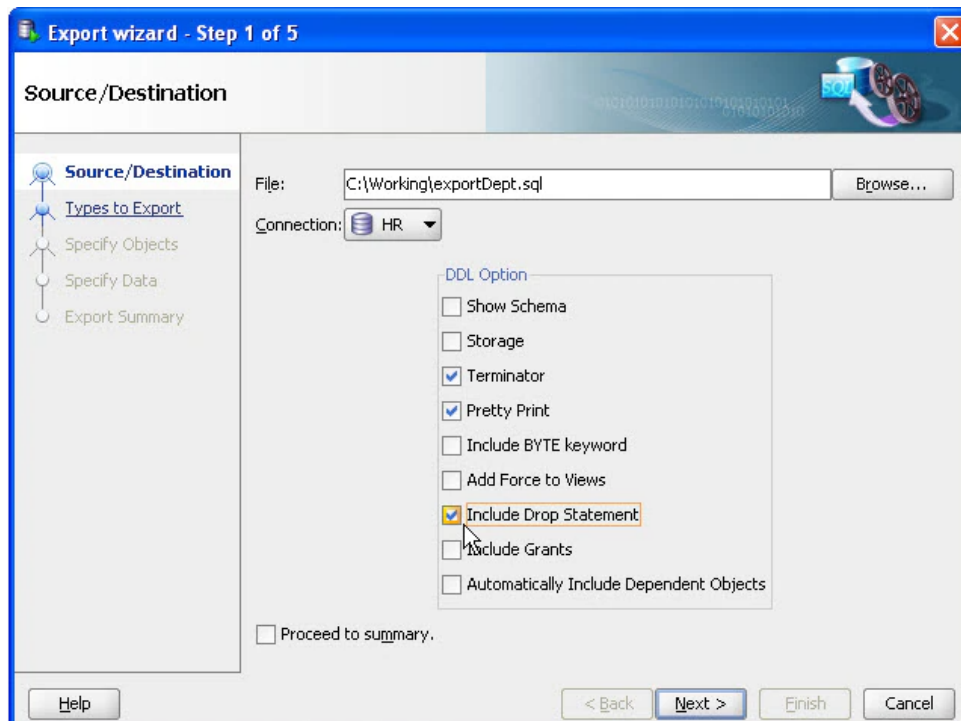 Export wizard - Step 1 of 5
Source/Destination
SQL
Source/Destination
Types to Export
Specify Objects
Specify Data
Export Summary
File: C:\Working\exportDept.sql Browse...
Connection: HR
DDL Option
Show Schema
Storage
Terminator
Pretty Print
Include BYTE keyword
Add Force to Views
Include Drop Statement
Include Grants
Automatically Include Dependent Objects
Proceed to summary.
Help < Back Next > Finish Cancel